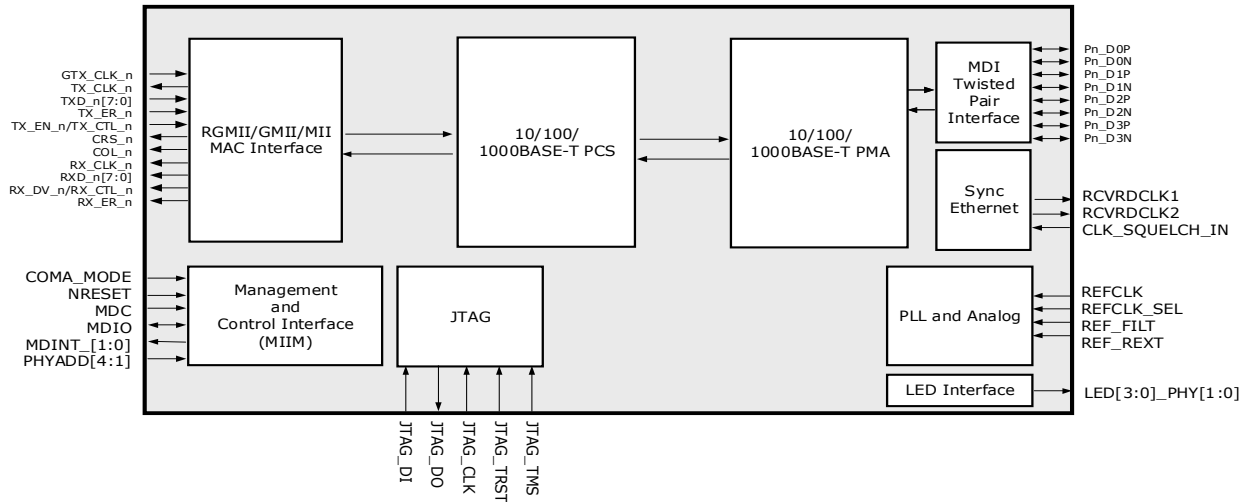 GTX_CLK_n
TX_CLK_n
TXD_n[7:0]
TX_ER_n
TX_EN_n/TX_CTL_n
CRS_n
COL_n
RX_CLK_n
RXD_n[7:0]
RX_DV_n/RX_CTL_n
RX_ER_n
RGMII/GMII/MII
MAC Interface
10/100/
1000BASE-T PCS
10/100/
1000BASE-T PMA
MDI
Twisted
Pair
Interface
Pn_D0P
Pn_D0N
Pn_D1P
Pn_D1N
Pn_D2P
Pn_D2N
Pn_D3P
Pn_D3N
Sync
Ethernet
RCVRDCLK1
RCVRDCLK2
CLK_SQUELCH_IN
COMA_MODE
NRESET
MDC
MDIO
MDINT_[1:0]
PHYADD[4:1]
Management
and
Control Interface
(MIIM)
JTAG
PLL and Analog
REFCLK
REFCLK_SEL
REF_FILT
REF_REXT
LED Interface
LED[3:0]_PHY[1:0]
JTAG_DI
JTAG_DO
JTAG_CLK
JTAG_TRST
JTAG_TMS